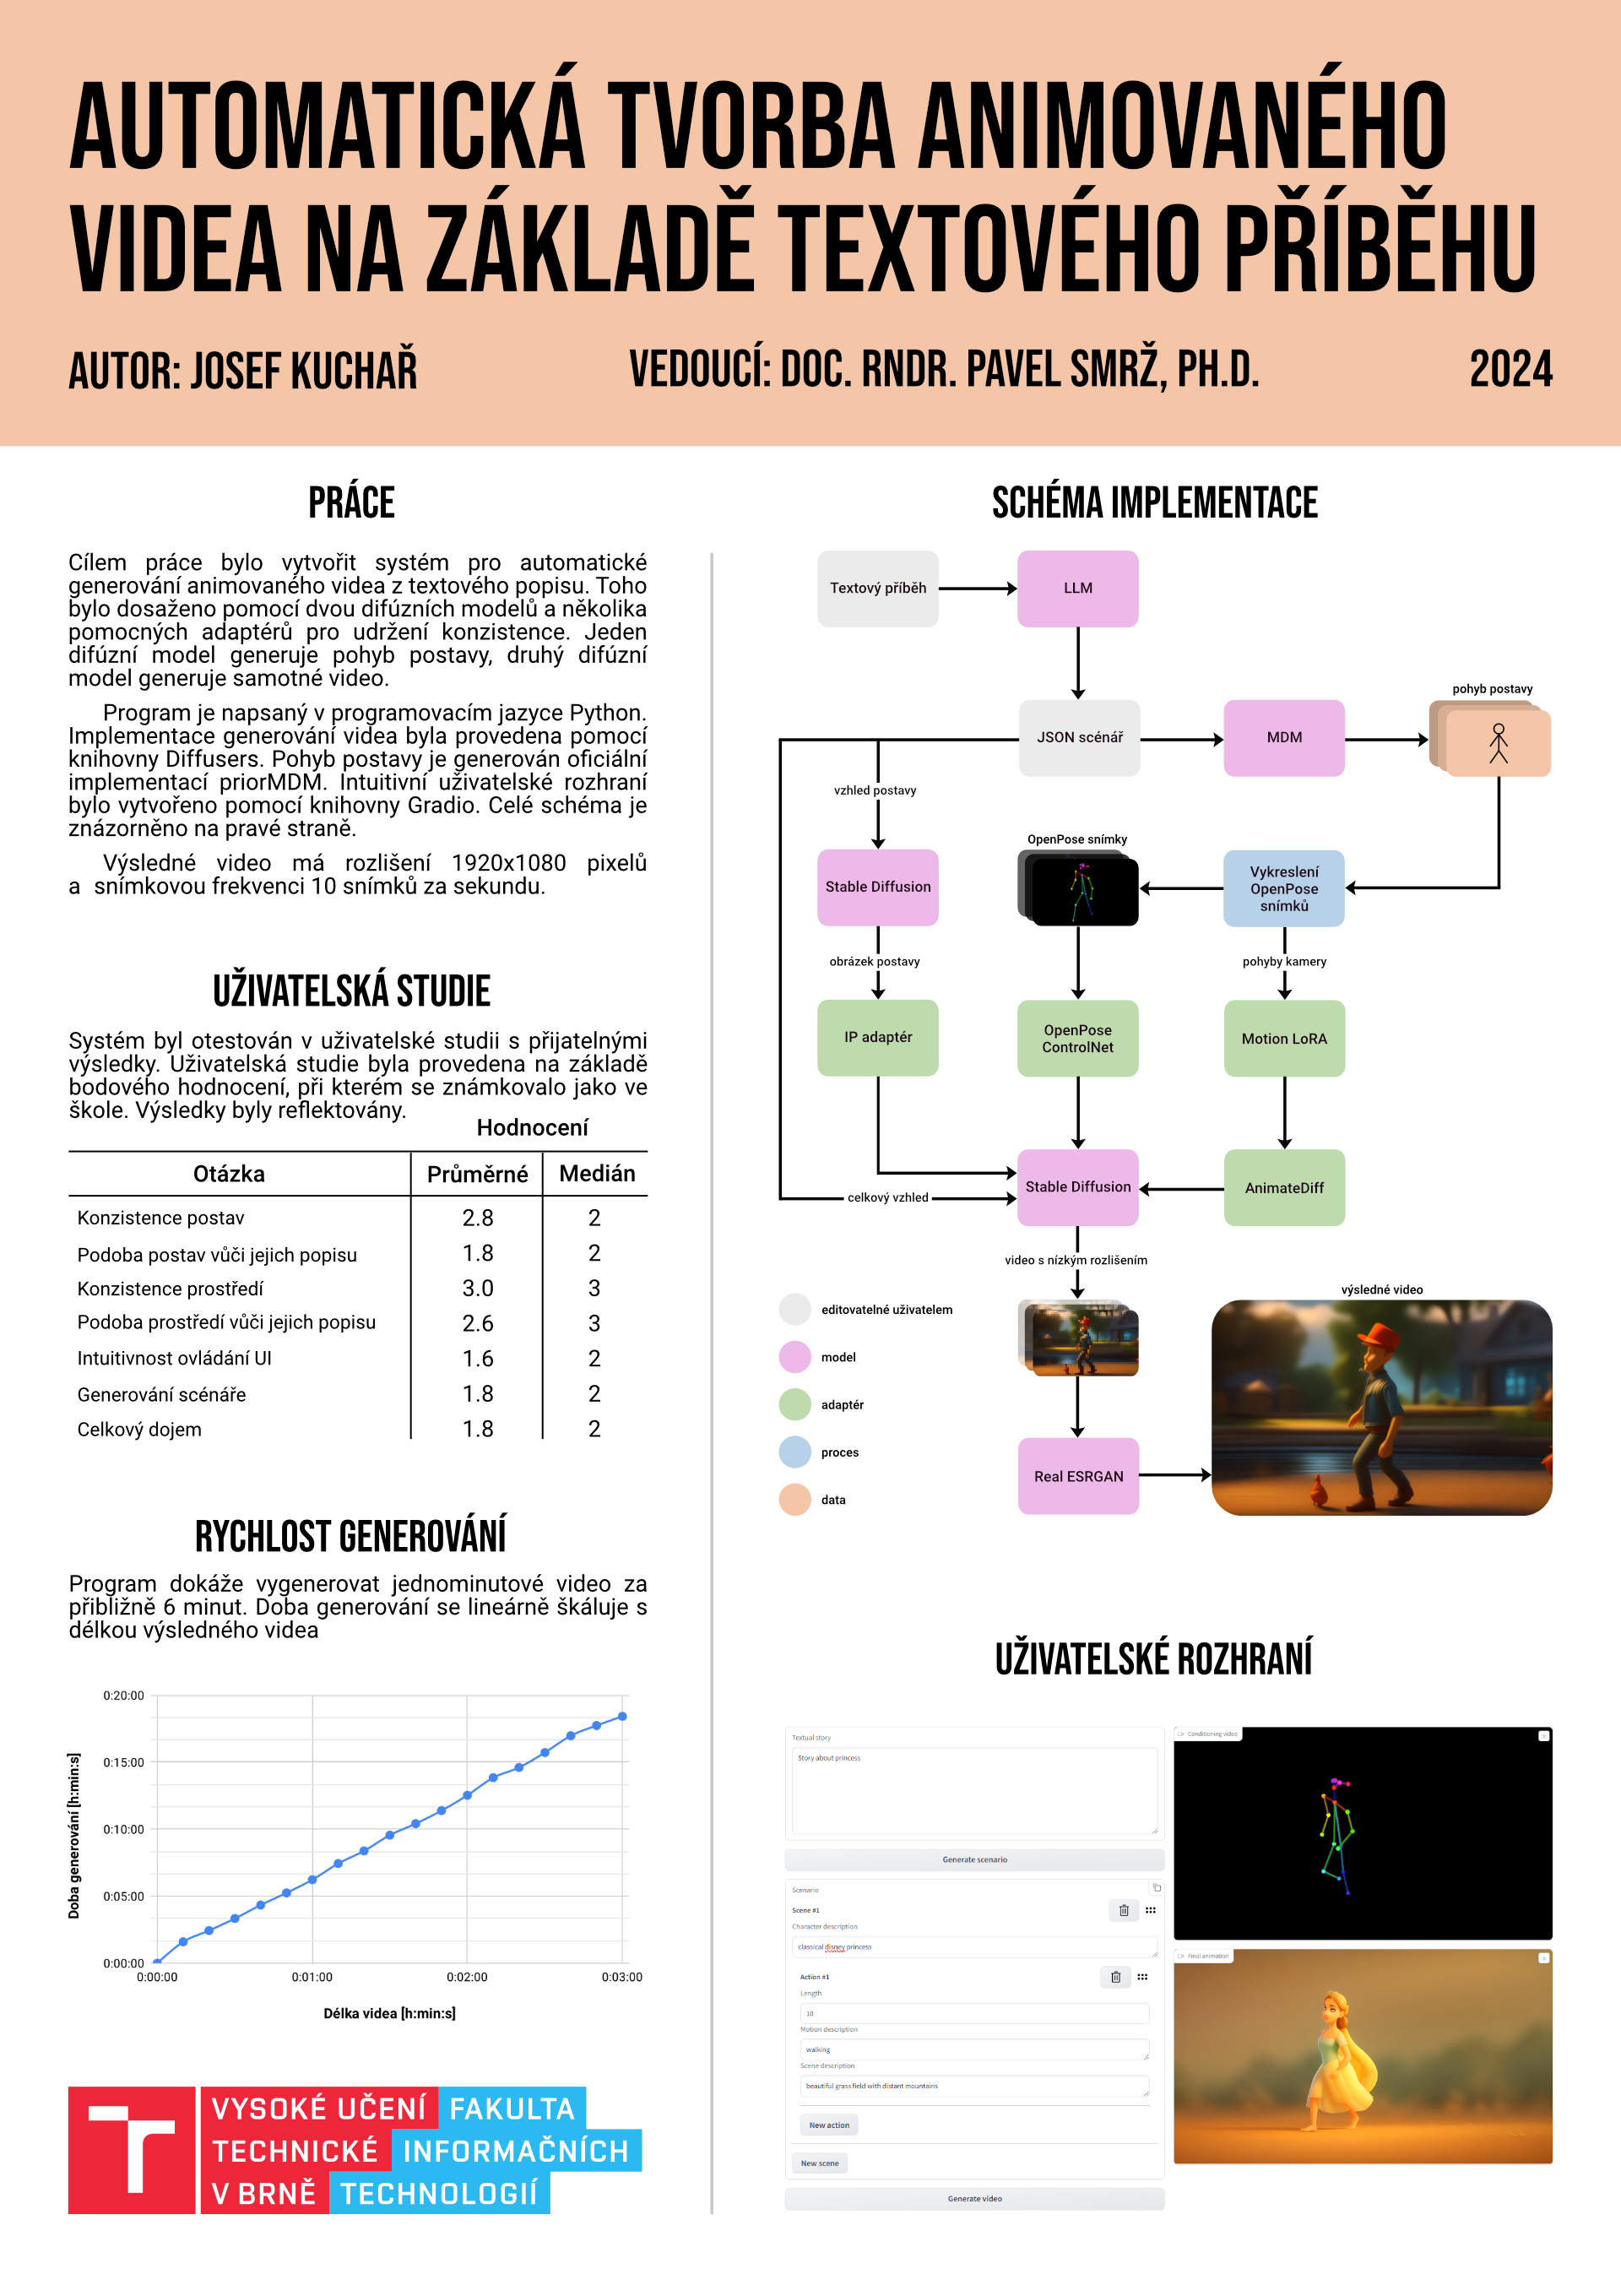 AUTOMATICKÁ TVORBA ANIMOVANÉHO
VIDEA NA ZÁKLADĚ TEXTOVÉHO PŘÍBĚHU
AUTOR: JOSEF KUCHAŘ
VEDOUCÍ: DOC. RNDR. PAVEL SMRŽ, PH.D.
2024
PRÁCE
Cílem práce bylo vytvořit systém pro automatické
generování animovaného videa z textového popisu. Toho
bylo dosaženo pomocí dvou difúzních modelů a několika
pomocných adaptérů pro udržení konzistence. Jeden
difúzní model generuje pohyb postavy, druhý difúzní
model generuje samotné video.
Program je napsaný v programovacím jazyce Python.
Implementace generování videa byla provedena pomocí
knihovny Diffusers. Pohyb postavy je generován oficiální
implementací priorMDM. Intuitivní uživatelské rozhraní
bylo vytvořeno pomocí knihovny Gradio. Celé schéma je
znázorněno na pravé straně.
Výsledné video má rozlišení 1920x1080 pixelů
a snímkovou frekvenci 10 snímků za sekundu.
UŽIVATELSKÁ STUDIE
Systém byl otestován v uživatelské studii s přijatelnými
výsledky. Uživatelská studie byla provedena na základě
bodového hodnocení, při kterém se známkovalo jako ve
škole. Výsledky byly reflektovány.
Hodnocení
Otázka Průměrné Medián
Konzistence postav 2.8 2
Podoba postav vůči jejich popisu 1.8 2
Konzistence prostředí 3.0 3
Podoba prostředí vůči jejich popisu 2.6 3
Intuitivnost ovládání UI 1.6 2
Generování scénáře 1.8 2
Celkový dojem 1.8 2
RYCHLOST GENEROVÁNÍ
Program dokáže vygenerovat jednominutové video za
přibližně 6 minut. Doba generování se lineárně škáluje s
délkou výsledného videa
Doba generování [h:min:s]
0:20:00
0:15:00
0:10:00
0:05:00
0:00:00
0:00:00 0:01:00 0:02:00 0:03:00
Délka videa [h:min:s]
VYSOKÉ UČENÍ FAKULTA
TECHNICKÉ INFORMAČNÍCH
V BRNĚ TECHNOLOGIÍ
SCHÉMA IMPLEMENTACE
Textový příběh
LLM
JSON scénář
MDM
pohyb postavy
vzhled postavy
OpenPose snímky
Stable Diffusion
Vykreslení
OpenPose
snímků
obrázek postavy
pohyby kamery
IP adaptér
OpenPose
ControlNet
Motion LoRA
Stable Diffusion
AnimateDiff
celkový vzhled
video s nízkým rozlišením
výsledné video
editovatelné uživatelem
model
adaptér
proces
data
Real ESRGAN
UŽIVATELSKÉ ROZHRANÍ
Textual story
Story about princess
Generate scenario
Scenario
Scene #1
Character description
classical disney princess
Action #1
Length
10
Motion description
walking
Scene description
beautiful grass field with distant mountains
New action
New scene
Generate video
Conditioning video
Final animation